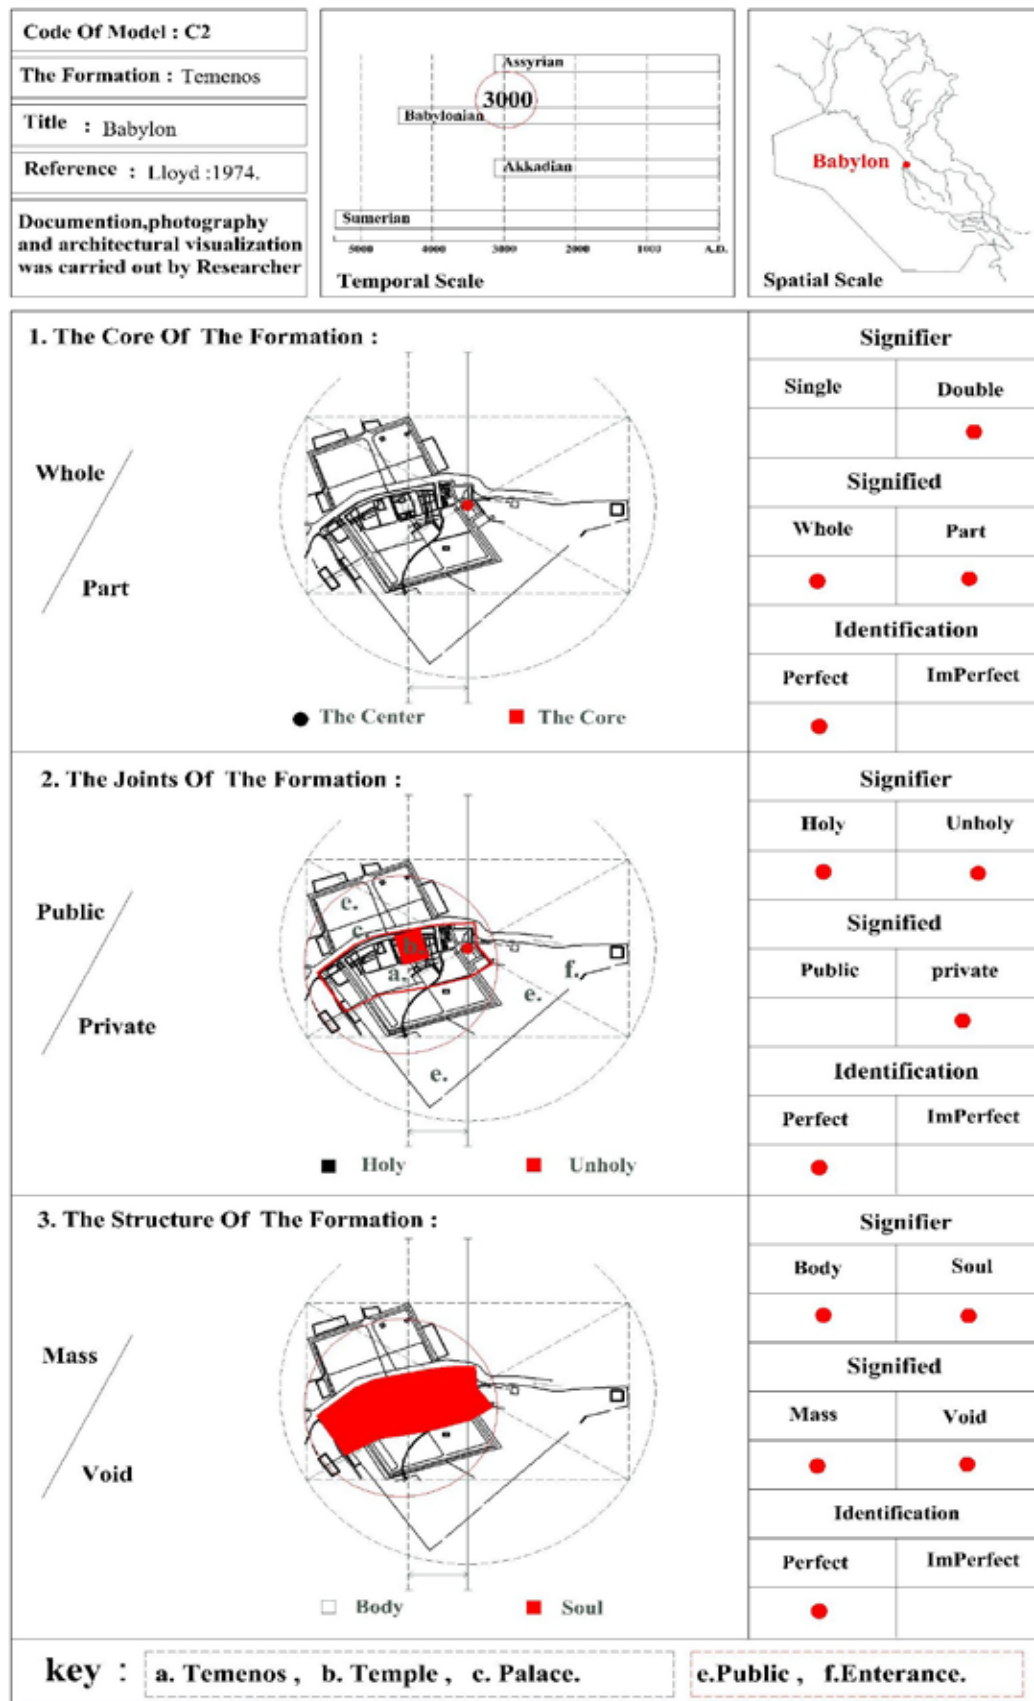 Code Of Model : C2
The Formation : Temenos
Title : Babylon
Reference : Lloyd :1974.
Documention,photography
and architectural visualization
was carried out by Researcher
Assyrian
3000
Babylonian
Akkadian
Sumerian
5000 4000 3000 2000 1000 A.D.
Temporal Scale
Babylon
Spatial Scale
1. The Core Of The Formation :
Whole
Part
The Center The Core
Signifier
Single Double
Signified
Whole Part
Identification
Perfect ImPerfect
2. The Joints Of The Formation :
Public
Private
e.
c.
b.
a.
f.
e.
e.
Holy Unholy
Signifier
Holy Unholy
Signified
Public private
Identification
Perfect ImPerfect
3. The Structure Of The Formation :
Mass
Void
Body Soul
Signifier
Body Soul
Signified
Mass Void
Identification
Perfect ImPerfect
key : a. Temenos , b. Temple , c. Palace. e.Public , f.Enterance.